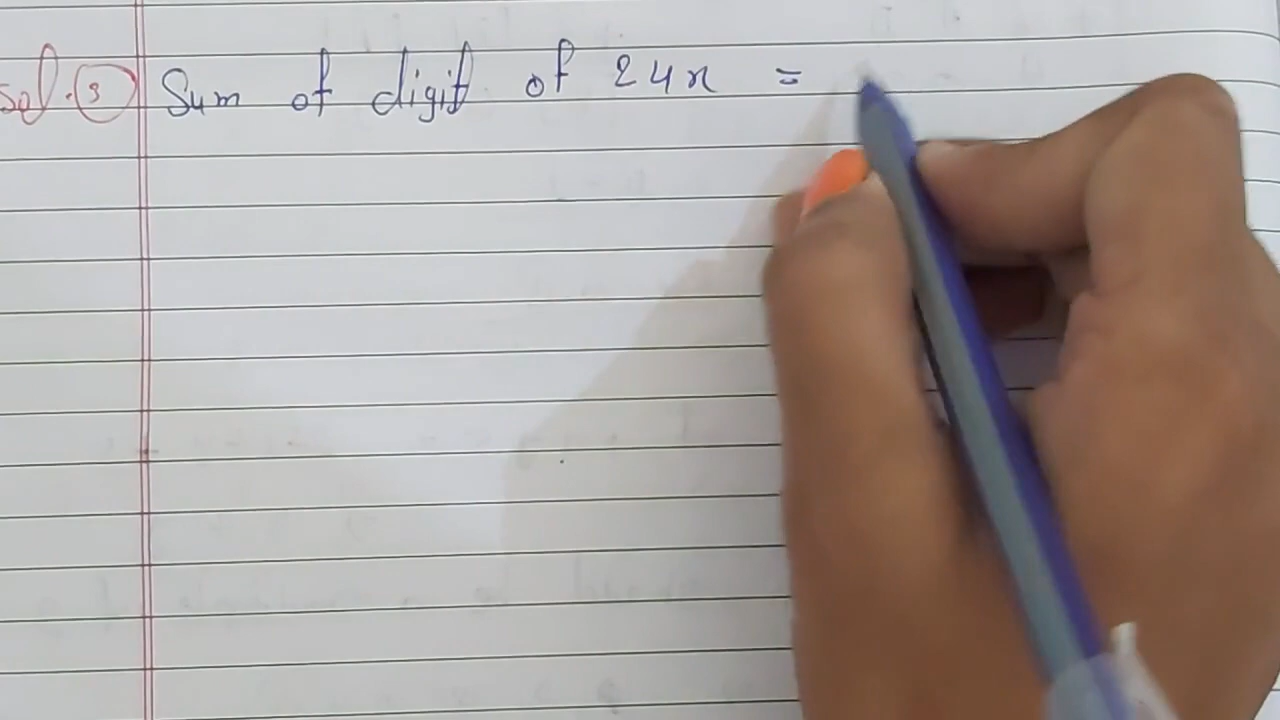 Sol. 3 Sum of digit of 24x =